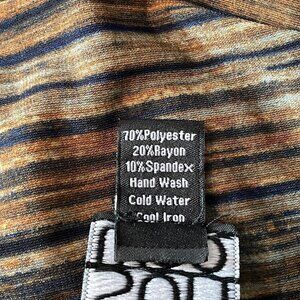 70%Polyester
20%Rayon
10%Spandex
Hand Wash
Cold Water
Cool Iron